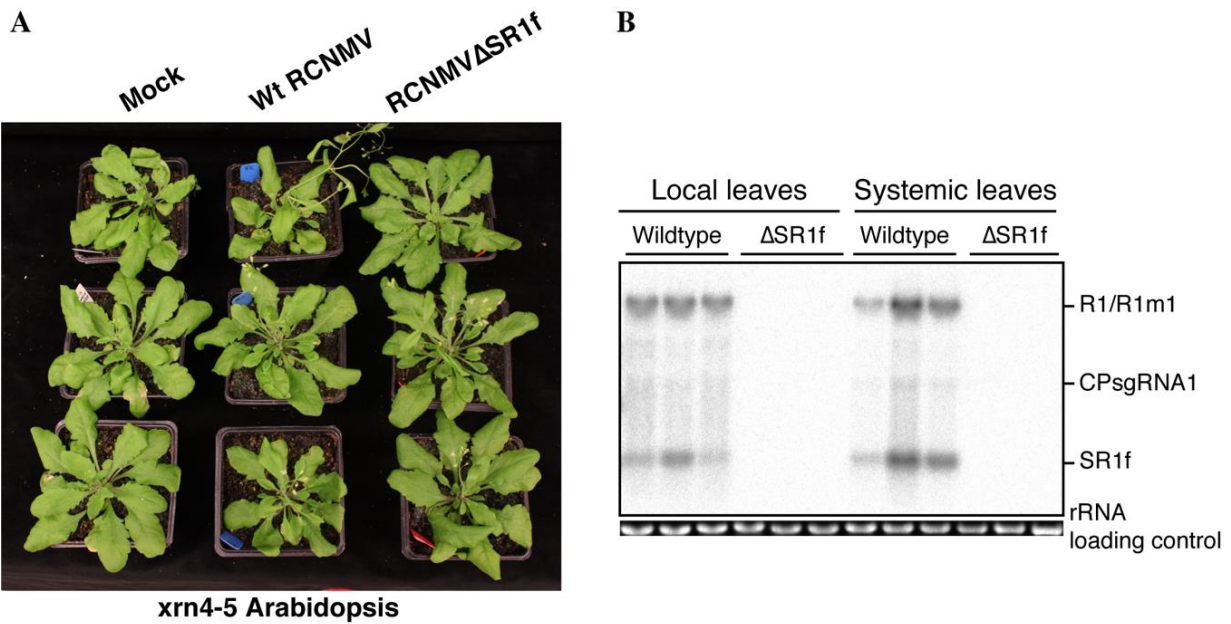 A
Mock
Wt RCNMV
RCNMVΔSR1f
xrn4-5 Arabidopsis
B
Local leaves
Systemic leaves
Wildtype
ΔSR1f
Wildtype
ΔSR1f
R1/R1m1
CPsgRNA1
SR1f
rRNA
loading control